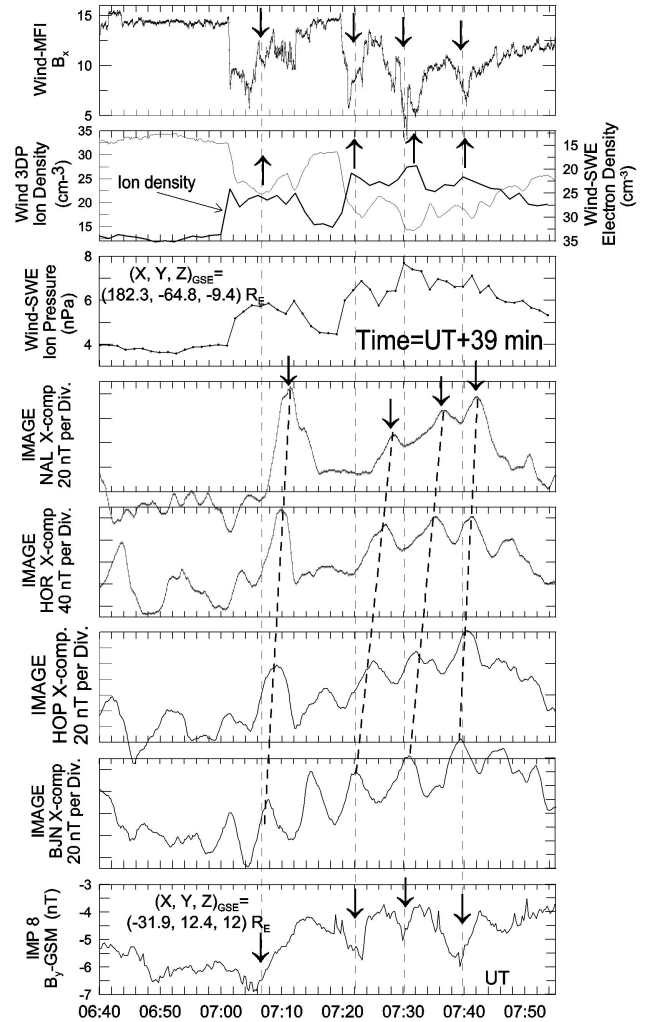 15
10
5
Wind-MFI
Bx
35
30
25
20
15
Wind 3DP
Ion Density
(cm-3)
Ion density
10
15
20
25
30
35
Wind-SWE
Electron Density
(cm-3)
8
6
4
Wind-SWE
Ion Pressure
(nPa)
(X, Y, Z)GSE=
(182.3, -64.8, -9.4) RE
Time=UT+39 min
IMAGE
NAL X-comp
20 nT per Div.
IMAGE
HOR X-comp
40 nT per Div.
IMAGE
HOP X-comp.
20 nT per Div.
IMAGE
BJN X-comp
20 nT per Div.
-3
-4
-5
-6
-7
IMP 8
By-GSM (nT)
(X, Y, Z)GSE=
(-31.9, 12.4, 12) RE
UT
06:40 06:50 07:00 07:10 07:20 07:30 07:40 07:50